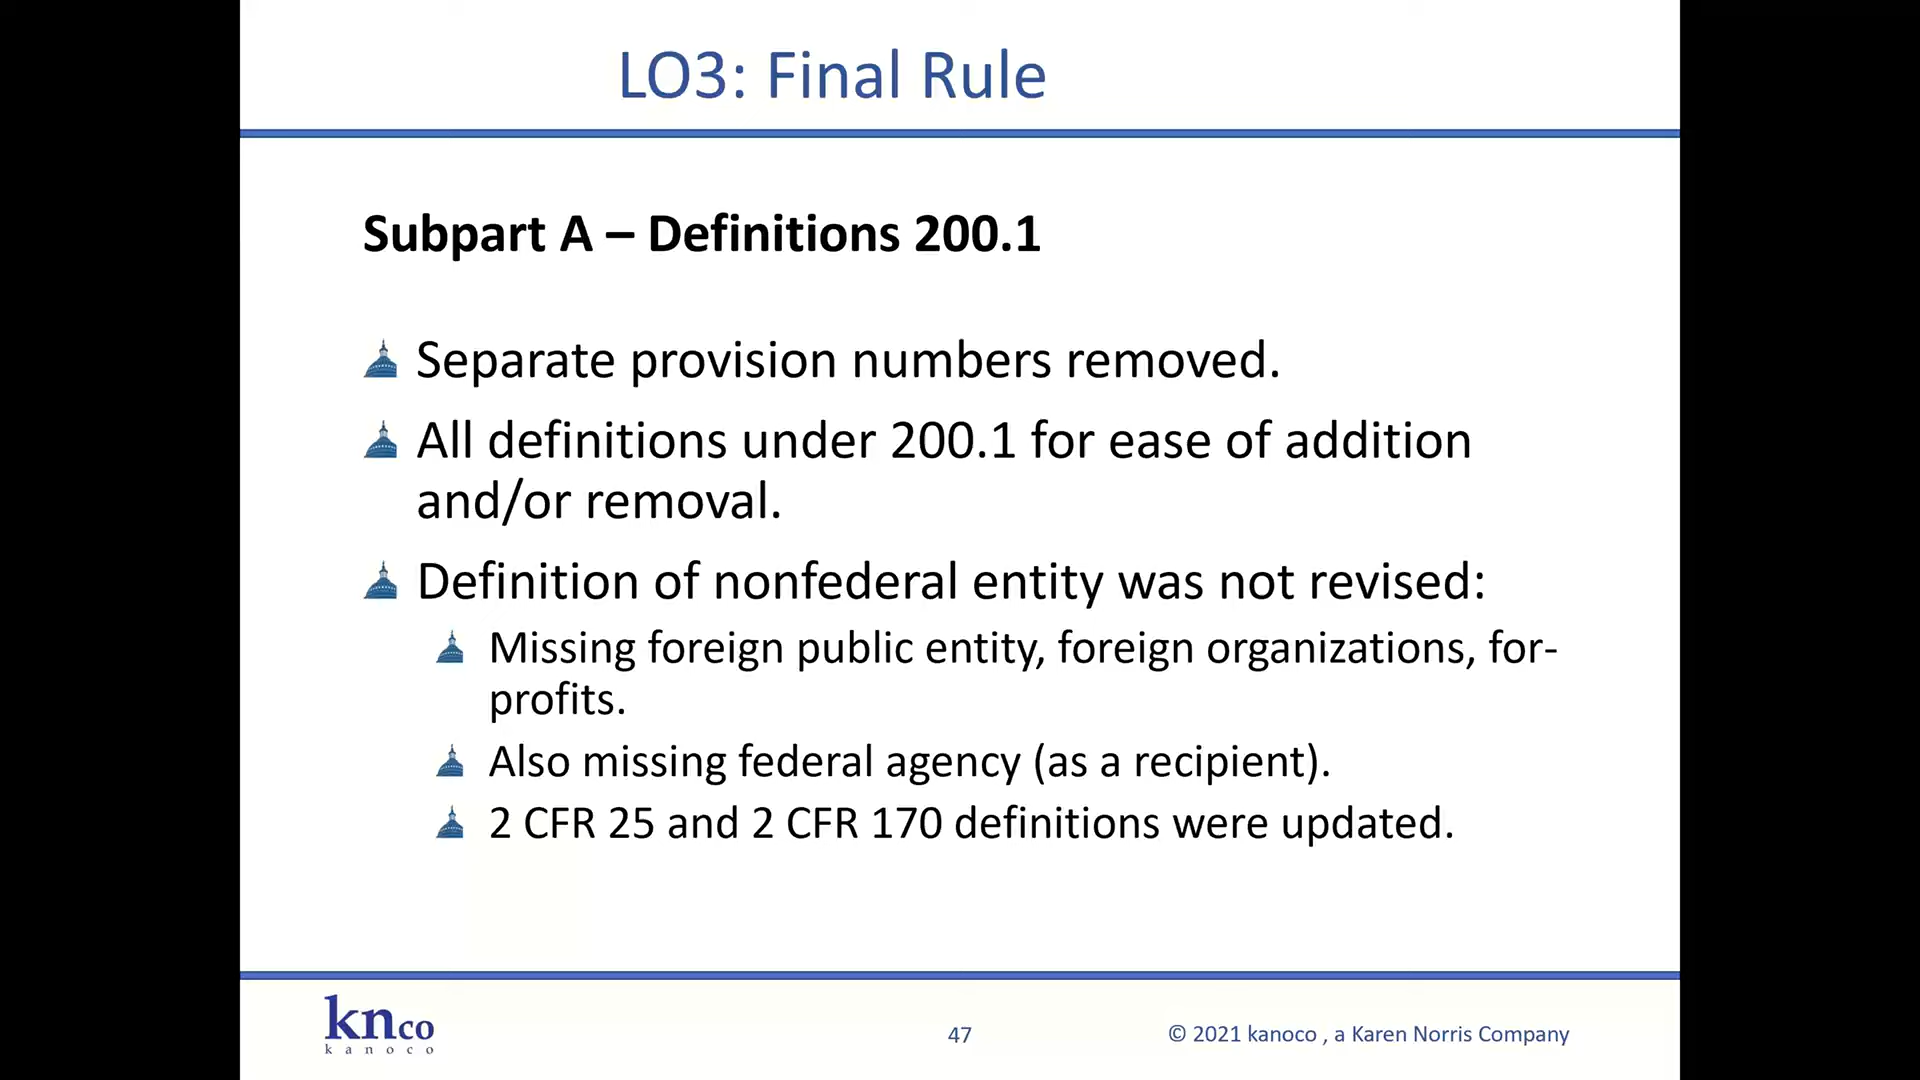 LO3: Final Rule
Subpart A – Definitions 200.1
Separate provision numbers removed.
All definitions under 200.1 for ease of addition
and/or removal.
Definition of nonfederal entity was not revised:
Missing foreign public entity, foreign organizations, for-
profits.
Also missing federal agency (as a recipient).
2 CFR 25 and 2 CFR 170 definitions were updated.
knco
kanoco
47
© 2021 kanoco , a Karen Norris Company